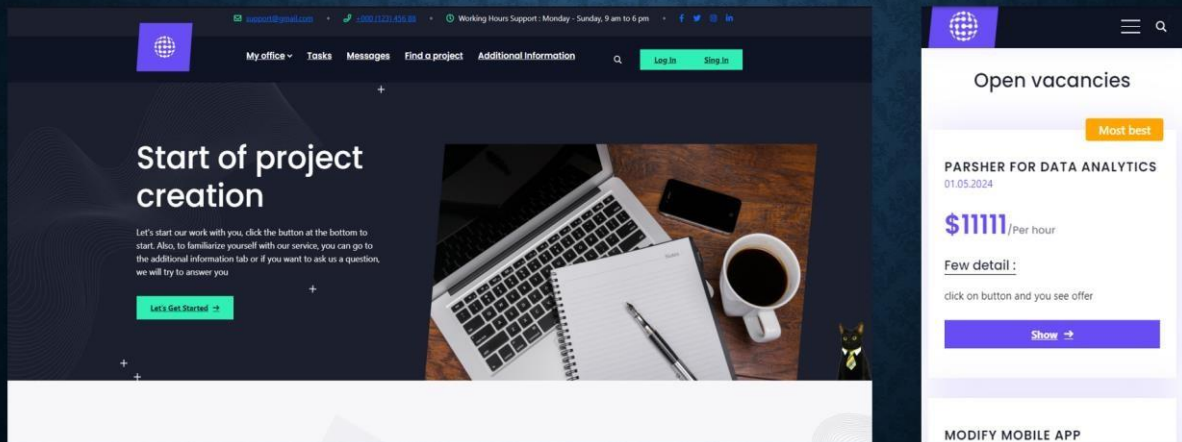 support@gmail.com
+000 (123) 456 88
Working Hours Support : Monday - Sunday, 9 am to 6 pm
My office
Tasks
Messages
Find a project
Additional Information
Log In
Sing In
Start of project
creation
Let's start our work with you, click the button at the bottom to
start. Also, to familiarize yourself with our service, you can go to
the additional information tab or if you want to ask us a question,
we will try to answer you
Let's Get Started →
Notes
Open vacancies
Most best
PARSHER FOR DATA ANALYTICS
01.05.2024
$11111/Per hour
Few detail :
click on button and you see offer
Show →
MODIFY MOBILE APP